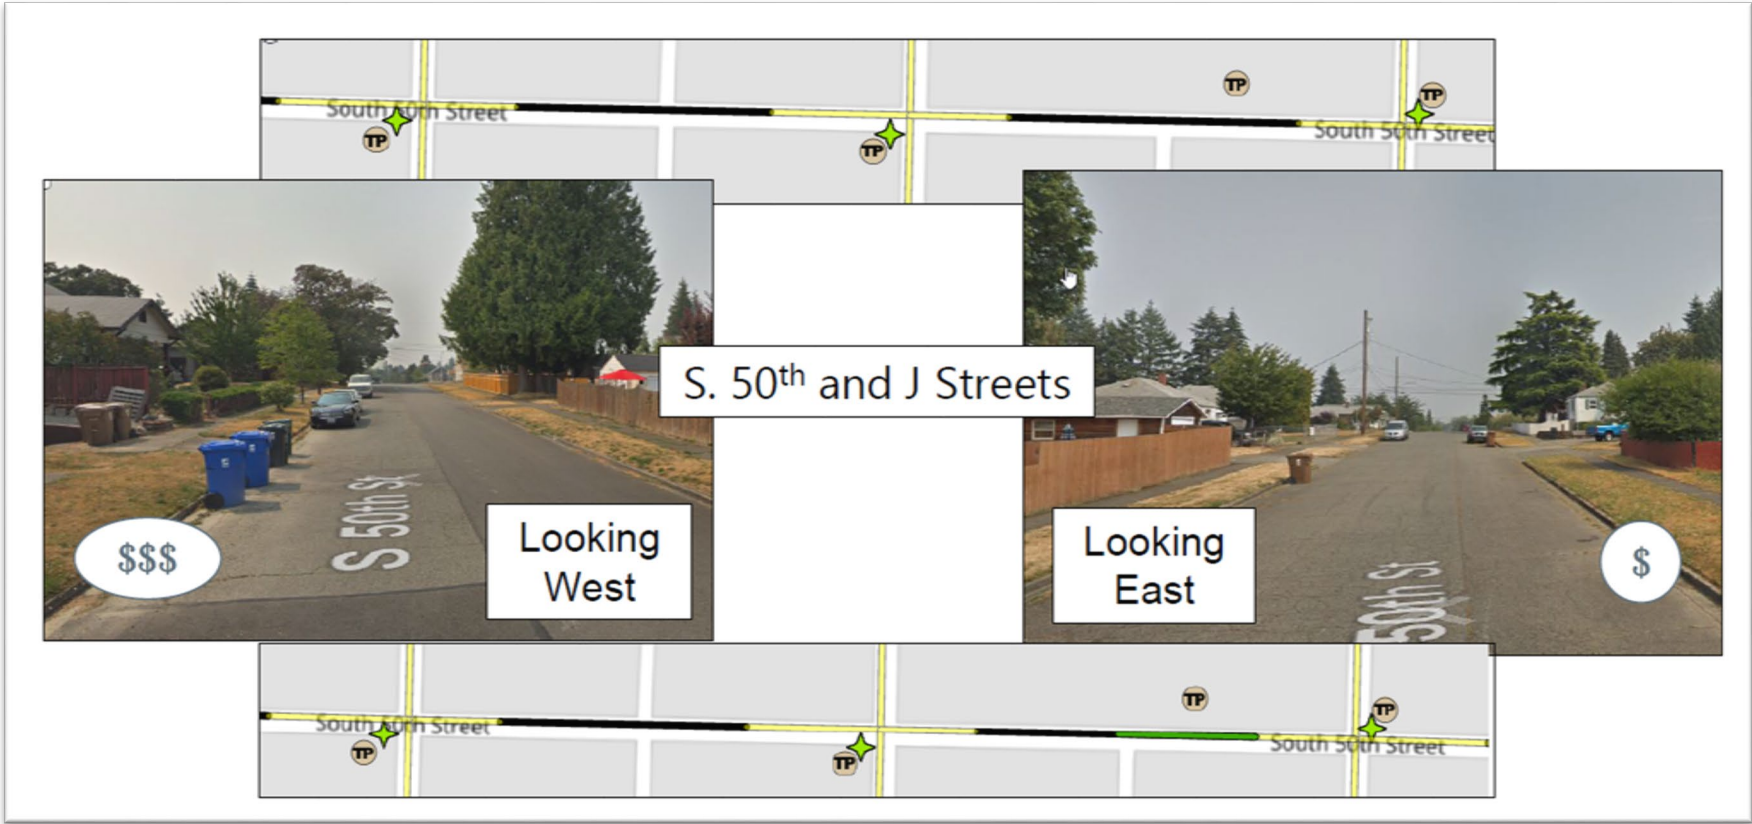 South 50th Street
TP
TP
TP
TP
South 50th Street
S. 50th and J Streets
S 50th St
$$$
Looking
West
50th St
Looking
East
$
South 50th Street
TP
TP
TP
TP
South 50th Street